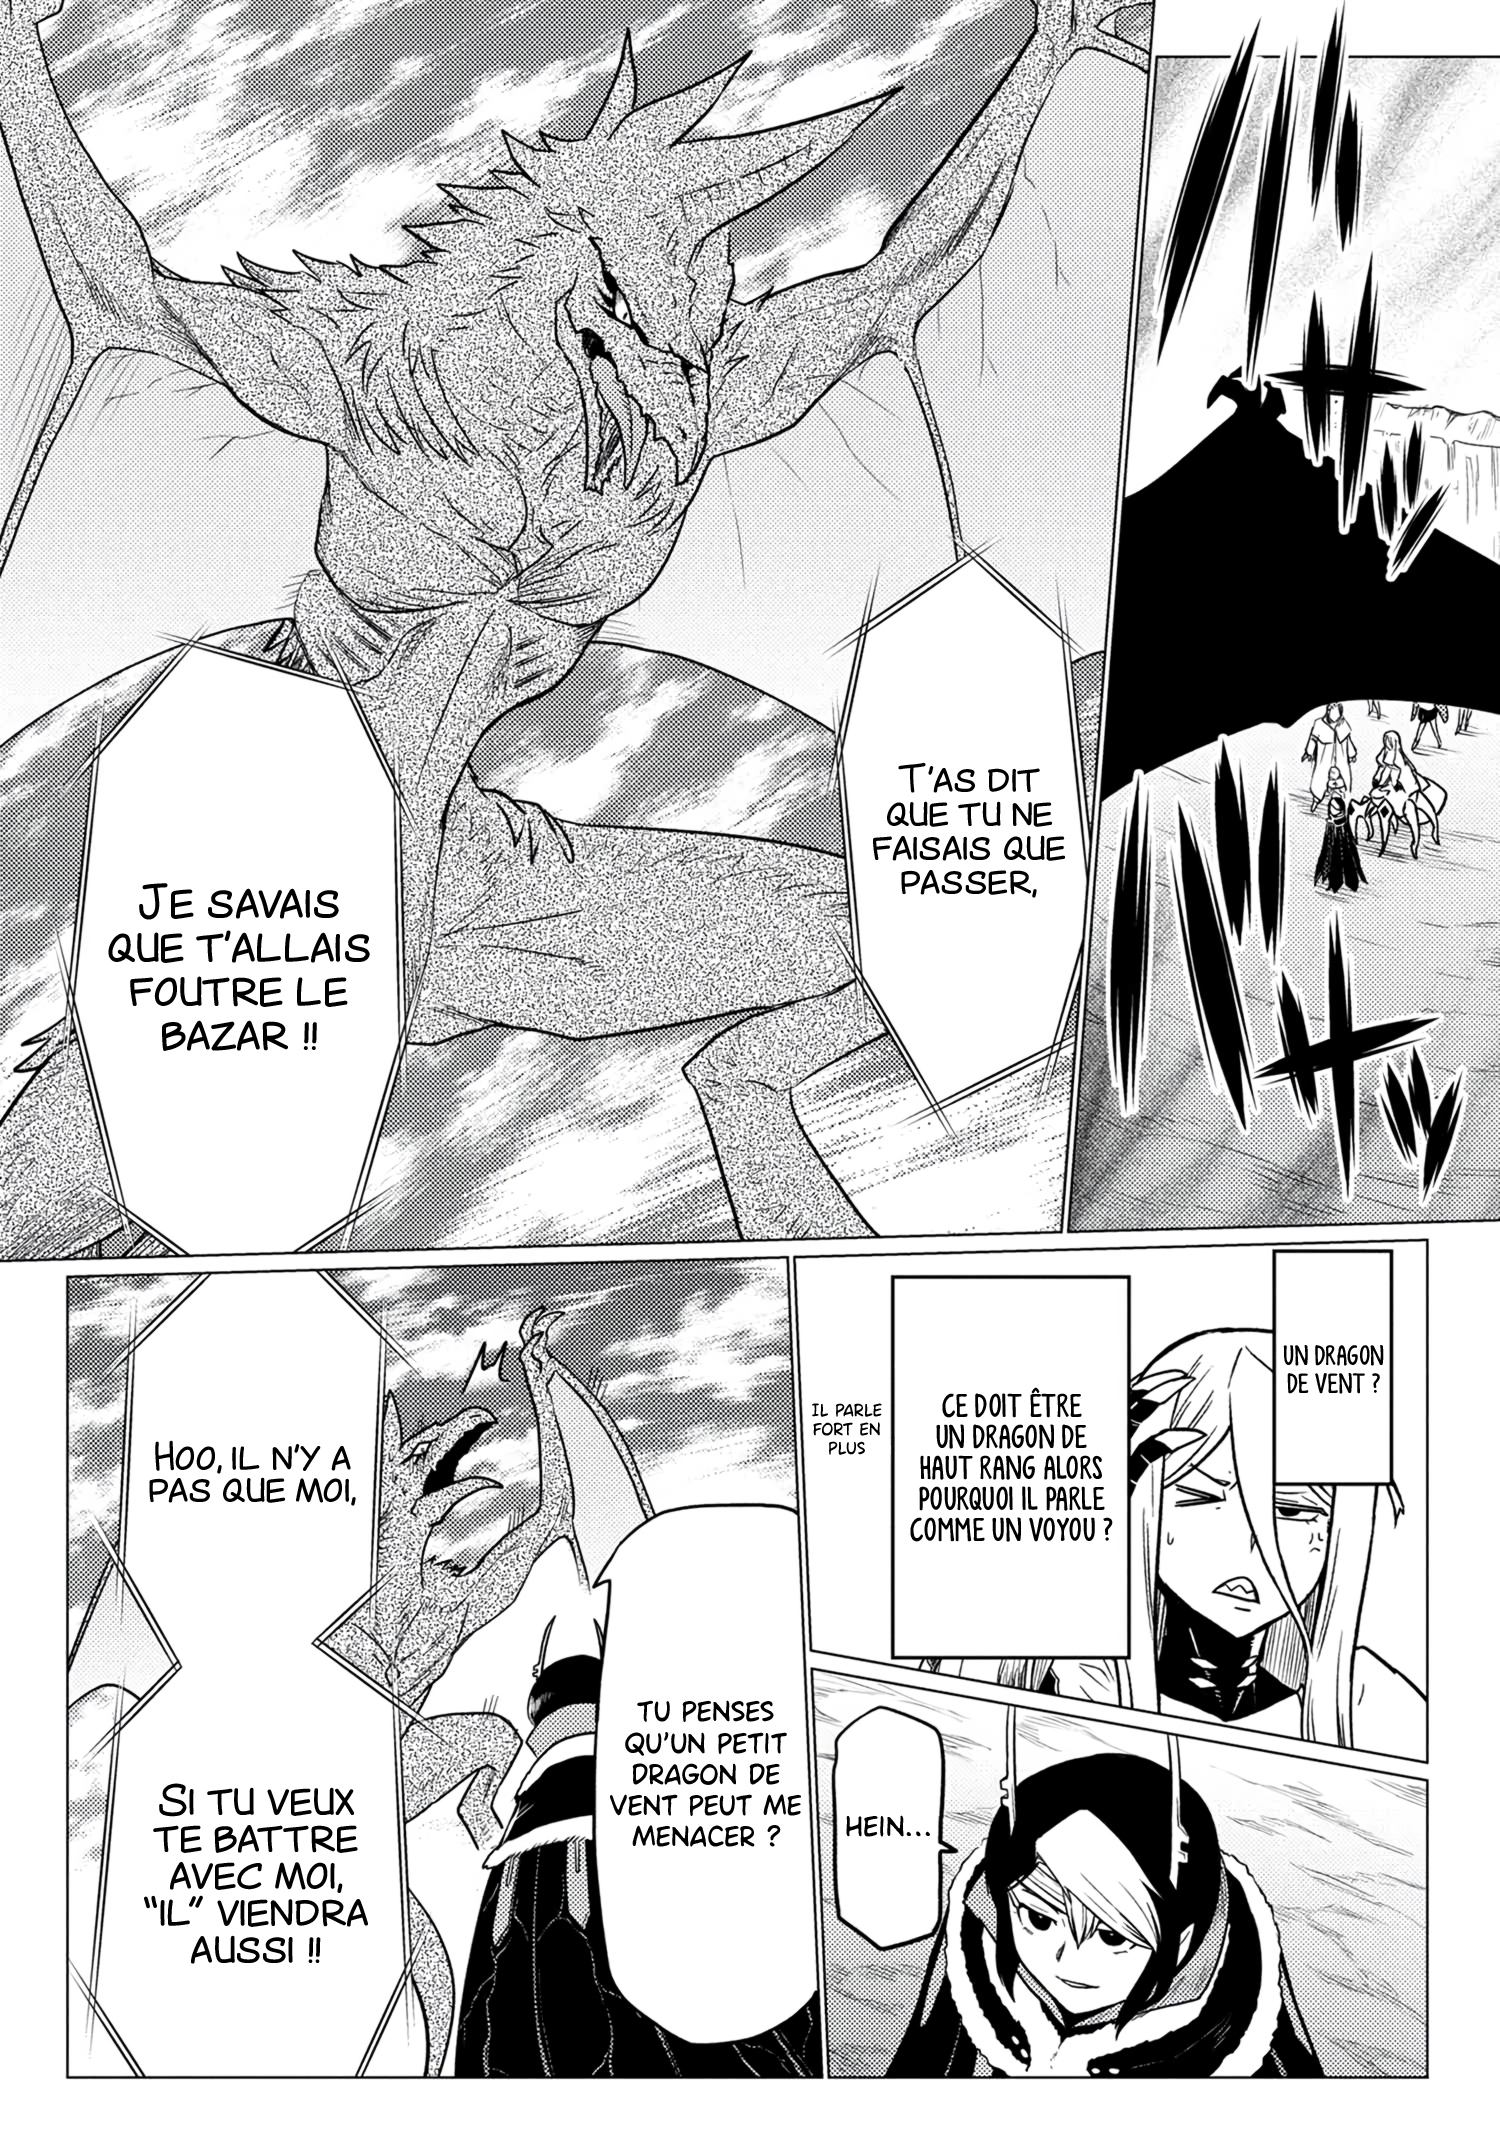 T'AS DIT
QUE TU NE
FAISAIS QUE
PASSER,
JE SAVAIS
QUE T'ALLAIS
FOUTRE LE
BAZAR !!
UN DRAGON
DE VENT ?
CE DOIT ÊTRE
UN DRAGON DE
HAUT RANG ALORS
POURQUOI IL PARLE
COMME UN VOYOU ?
IL PARLE
FORT EN
PLUS
HEIN...
TU PENSES
QU'UN PETIT
DRAGON DE
VENT PEUT ME
MENACER ?
HOO, IL N'Y A
PAS QUE MOI,
SI TU VEUX
TE BATTRE
AVEC MOI,
"IL" VIENDRA
AUSSI !!